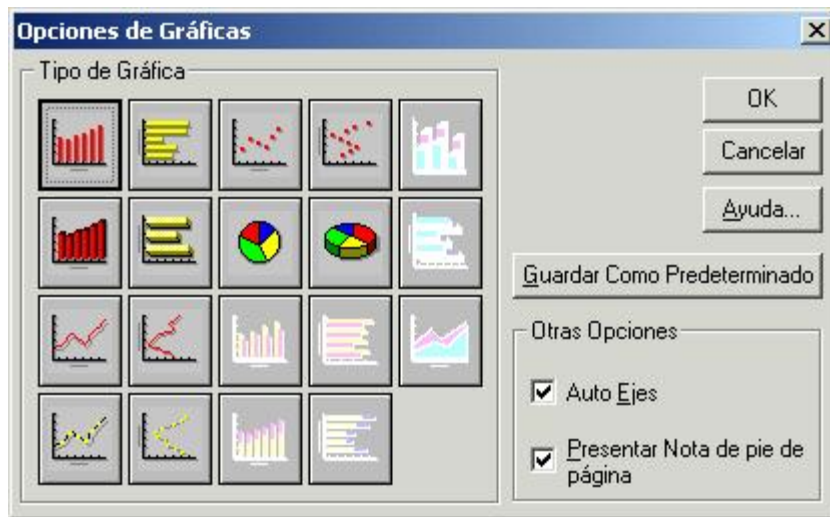 Opciones de Gráficas
Tipo de Gráfica
OK
Cancelar
Ayuda...
Guardar Como Predeterminado
Otras Opciones
Auto Ejes
Presentar Nota de pie de
página